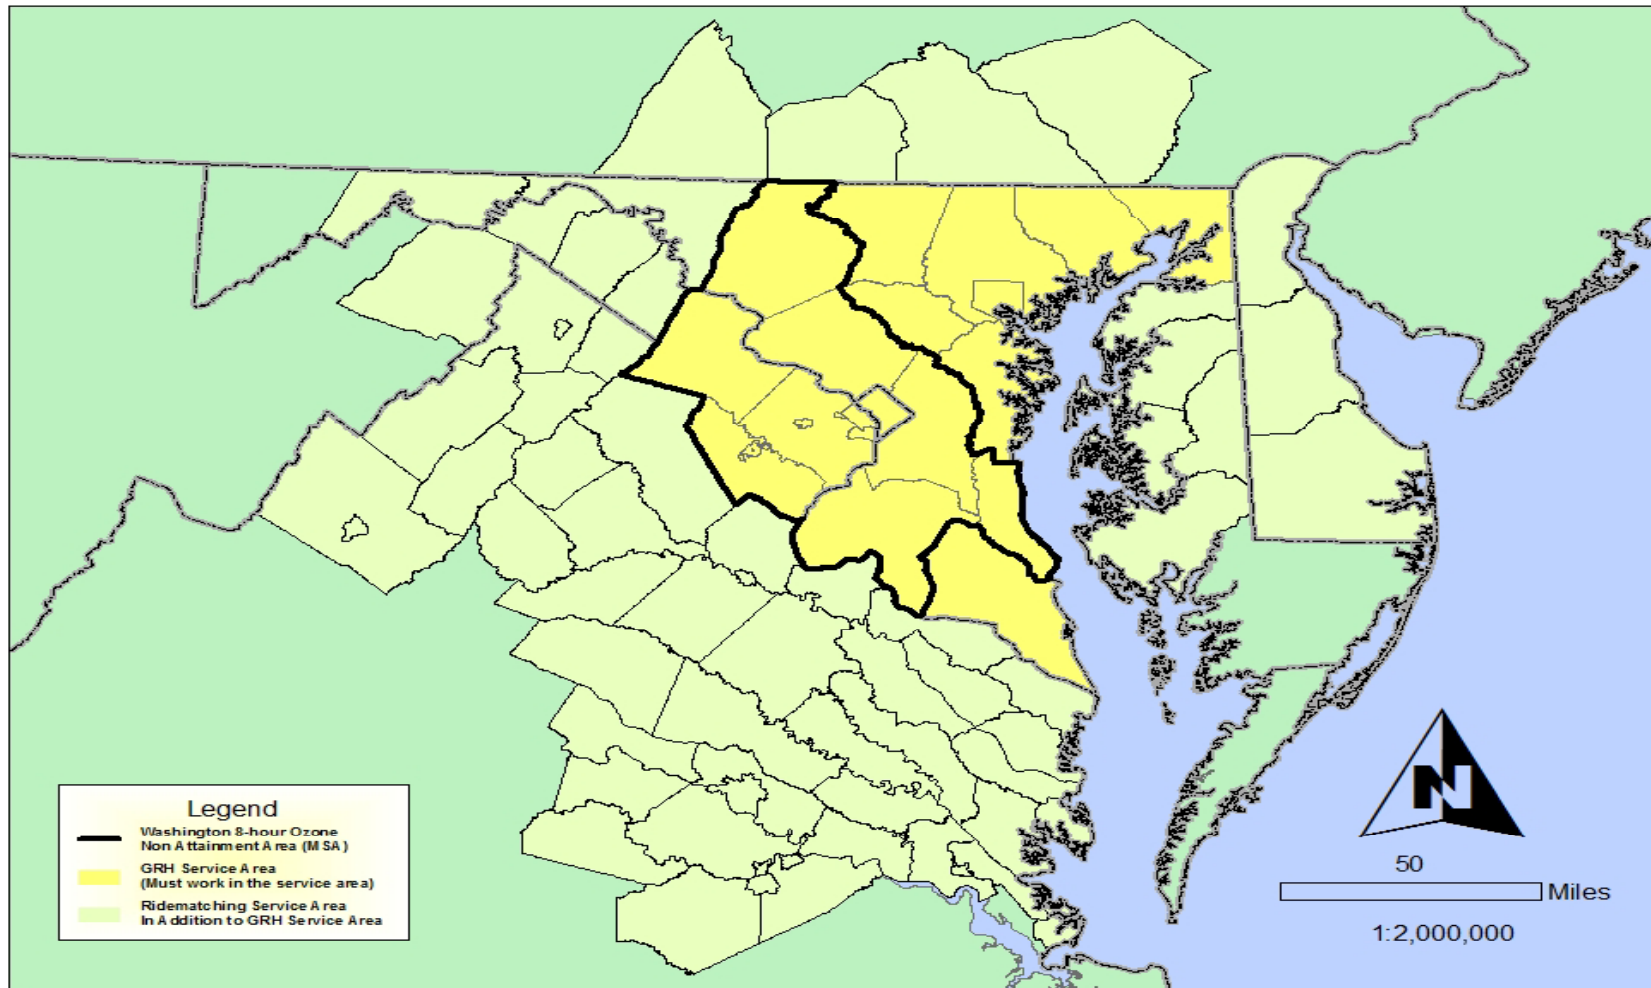 Legend
Washington 8-hour Ozone
Non Attainment Area (MSA)
GRH Service Area
(Must work in the service area)
Ridematching Service Area
In Addition to GRH Service Area
N
50
Miles
1:2,000,000